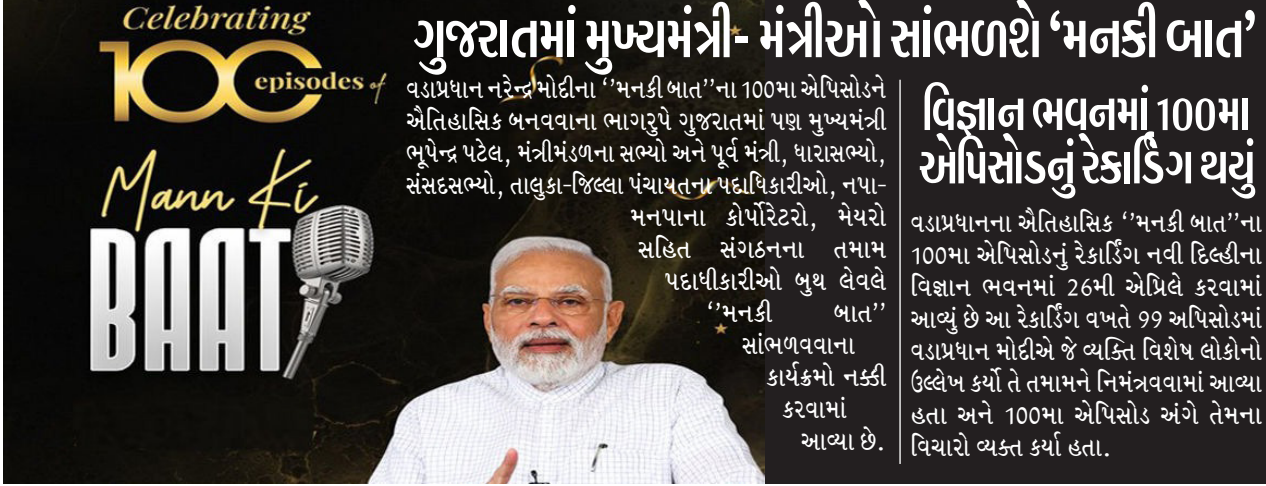 Celebrating
100
episodes of
Mann Ki
BAAT
ગુજરાતમાં મુખ્યમંત્રી- મંત્રીઓ સાંભળશે ‘મનકી બાત’
વડાપ્રધાન નરેન્દ્ર મોદીના ‘’મનકી બાત’’ના 100મા એપિસોડને
ઐતિહાસિક બનવવાના ભાગરુપે ગુજરાતમાં પણ મુખ્યમંત્રી
ભૂપેન્દ્ર પટેલ, મંત્રીમંડળના સભ્યો અને પૂર્વ મંત્રી, ધારાસભ્યો,
સંસદસભ્યો, તાલુકા-જિલ્લા પંચાયતના પદાધિકારીઓ, નપા-
મનપાના કોર્પોરેટરો, મેયરો
સહિત સંગઠનના તમામ
પદાધીકારીઓ બુથ લેવલે
‘’મનકી બાત’’
સાંભળવવાના
કાર્યક્રમો નક્કી
કરવામાં
આવ્યા છે.
વિજ્ઞાન ભવનમાં 100મા
એપિસોડનું રેકાર્ડિંગ થયું
વડાપ્રધાનના ઐતિહાસિક ‘’મનકી બાત’’ના
100મા એપિસોડનું રેકાર્ડિંગ નવી દિલ્હીના
વિજ્ઞાન ભવનમાં 26મી એપ્રિલે કરવામાં
આવ્યું છે આ રેકાર્ડિંગ વખતે 99 અપિસોડમાં
વડાપ્રધાન મોદીએ જે વ્યક્તિ વિશેષ લોકોનો
ઉલ્લેખ કર્યો તે તમામને નિમંત્રવવામાં આવ્યા
હતા અને 100મા એપિસોડ અંગે તેમના
વિચારો વ્યક્ત કર્યા હતા.